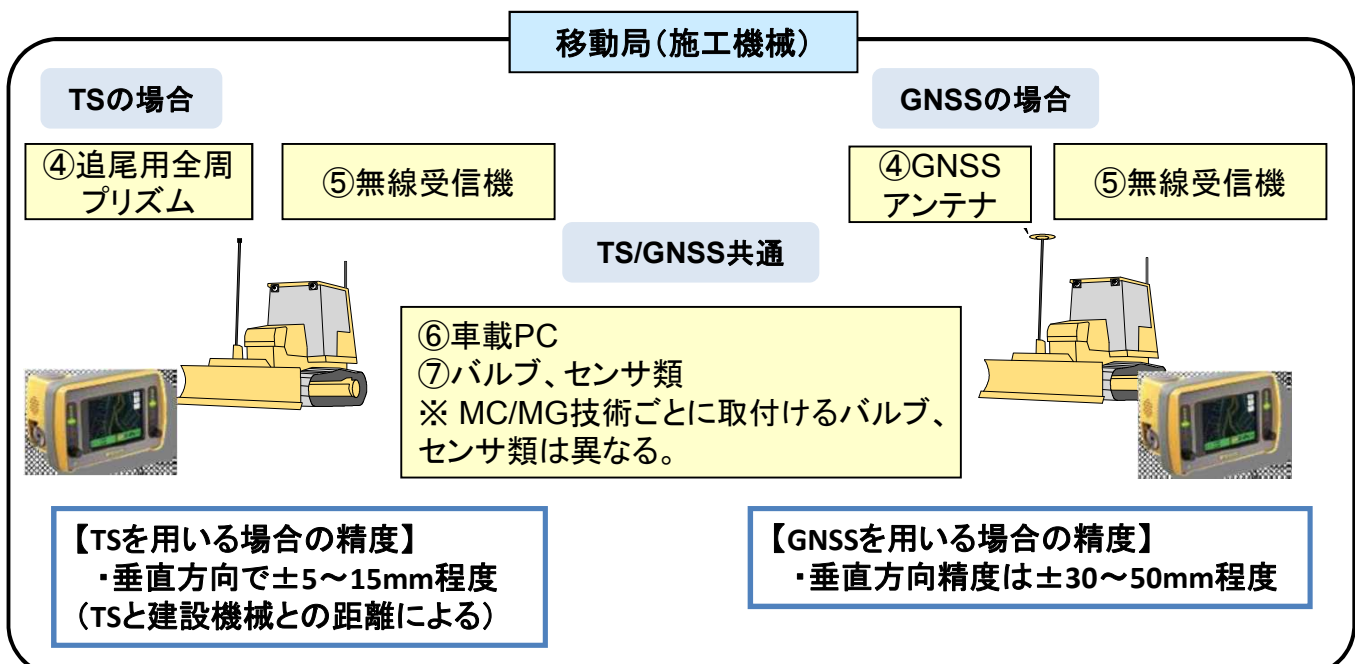 移動局（施工機械）
TSの場合
GNSSの場合
④追尾用全周
プリズム
⑤無線受信機
④GNSS
アンテナ
⑤無線受信機
TS/GNSS共通
⑥車載PC
⑦バルブ、センサ類
※ MC/MG技術ごとに取付けるバルブ、
センサ類は異なる。
【TSを用いる場合の精度】
・垂直方向で±5～15mm程度
（TSと建設機械との距離による）
【GNSSを用いる場合の精度】
・垂直方向精度は±30～50mm程度